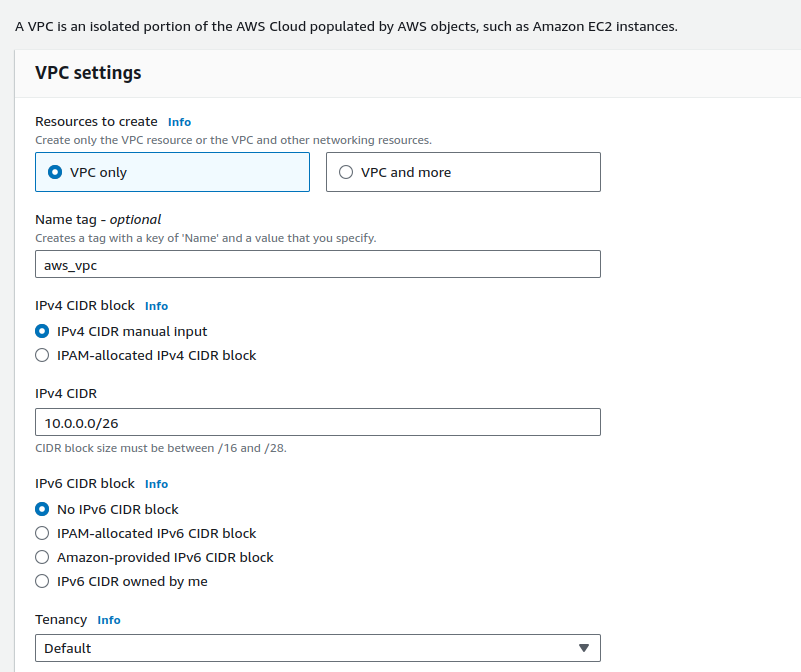 A VPC is an isolated portion of the AWS Cloud populated by AWS objects, such as Amazon EC2 instances.
VPC settings
Resources to create Info
Create only the VPC resource or the VPC and other networking resources.
VPC only VPC and more
Name tag - optional
Creates a tag with a key of 'Name' and a value that you specify.
aws_vpc
IPv4 CIDR block Info
IPv4 CIDR manual input
IPAM-allocated IPv4 CIDR block
IPv4 CIDR
10.0.0.0/26
CIDR block size must be between /16 and /28.
IPv6 CIDR block Info
No IPv6 CIDR block
IPAM-allocated IPv6 CIDR block
Amazon-provided IPv6 CIDR block
IPv6 CIDR owned by me
Tenancy Info
Default